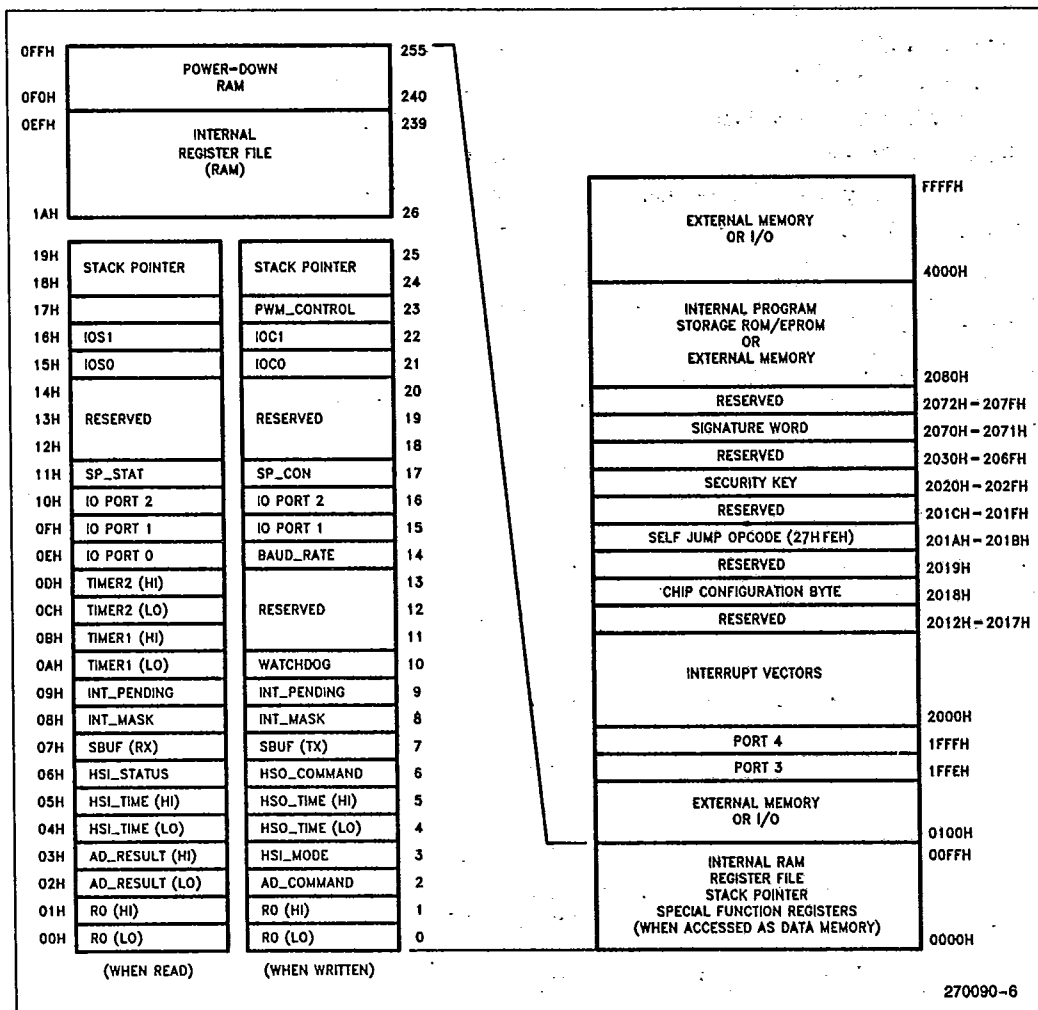 0FFH 255
POWER-DOWN
RAM
0F0H 240
0EFH 239
INTERNAL
REGISTER FILE
(RAM)
1AH 26
19H 25
STACK POINTER STACK POINTER
18H 24
17H PWM_CONTROL 23
16H IOS1 IOC1 22
15H IOS0 IOC0 21
14H 20
13H RESERVED RESERVED 19
12H 18
11H SP_STAT SP_CON 17
10H IO PORT 2 IO PORT 2 16
0FH IO PORT 1 IO PORT 1 15
0EH IO PORT 0 BAUD_RATE 14
0DH TIMER2 (HI) 13
0CH TIMER2 (LO) RESERVED 12
0BH TIMER1 (HI) 11
0AH TIMER1 (LO) WATCHDOG 10
09H INT_PENDING INT_PENDING 9
08H INT_MASK INT_MASK 8
07H SBUF (RX) SBUF (TX) 7
06H HSI_STATUS HSO_COMMAND 6
05H HSI_TIME (HI) HSO_TIME (HI) 5
04H HSI_TIME (LO) HSO_TIME (LO) 4
03H AD_RESULT (HI) HSI_MODE 3
02H AD_RESULT (LO) AD_COMMAND 2
01H R0 (HI) R0 (HI) 1
00H R0 (LO) R0 (LO) 0
(WHEN READ) (WHEN WRITTEN)
FFFFH
EXTERNAL MEMORY
OR I/O
4000H
INTERNAL PROGRAM
STORAGE ROM/EPROM
OR
EXTERNAL MEMORY
2080H
RESERVED 2072H-207FH
SIGNATURE WORD 2070H-2071H
RESERVED 2030H-206FH
SECURITY KEY 2020H-202FH
RESERVED 201CH-201FH
SELF JUMP OPCODE (27H FEH) 201AH-201BH
RESERVED 2019H
CHIP CONFIGURATION BYTE 2018H
RESERVED 2012H-2017H
INTERRUPT VECTORS
2000H
PORT 4 1FFFH
PORT 3 1FFEH
EXTERNAL MEMORY
OR I/O
0100H
00FFH
INTERNAL RAM
REGISTER FILE
STACK POINTER
SPECIAL FUNCTION REGISTERS
(WHEN ACCESSED AS DATA MEMORY)
0000H
270090-6